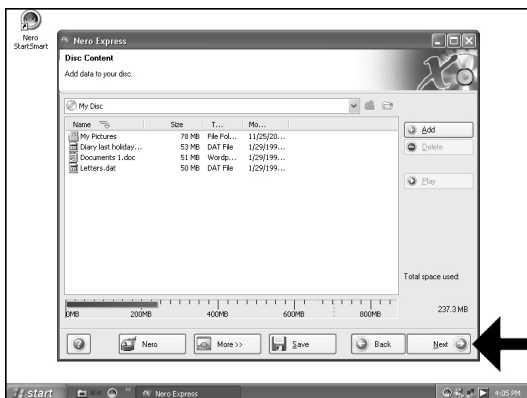 Nero
StartSmart
Nero Express
Disc Content
Add data to your disc.
My Disc
Name Size T... Mo...
My Pictures 78 MB File Fol... 11/25/20...
Diary last holiday... 53 MB DAT File 1/29/199...
Documents 1.doc 51 MB Wordp... 1/29/199...
Letters.dat 50 MB DAT File 1/29/199...
Add
Delete
Play
Total space used:
237.3 MB
0MB 200MB 400MB 600MB 800MB
? Nero More >> Save Back Next
start Nero Express 4:05 PM